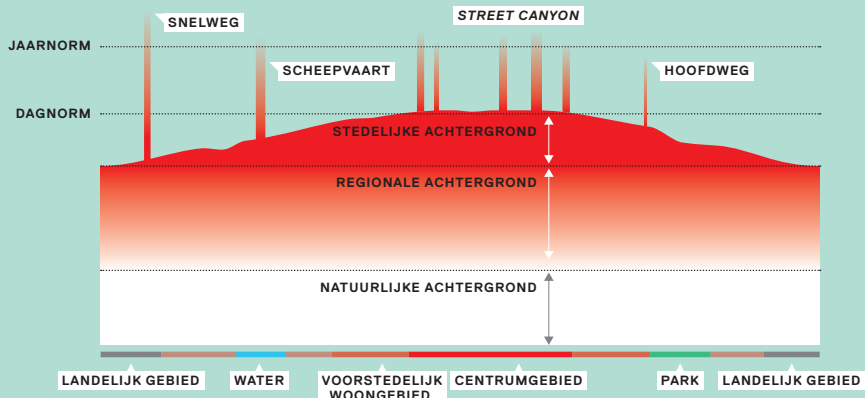 STREET CANYON
SNELWEG
JAARNORM
SCHEEPVAART
HOOFDWEG
DAGNORM
STEDELIJKE ACHTERGROND
REGIONALE ACHTERGROND
NATUURLIJKE ACHTERGROND
LANDELIJK GEBIED
WATER
VOORSTEDELIJK
WOONGEBIED
CENTRUMGEBIED
PARK
LANDELIJK GEBIED